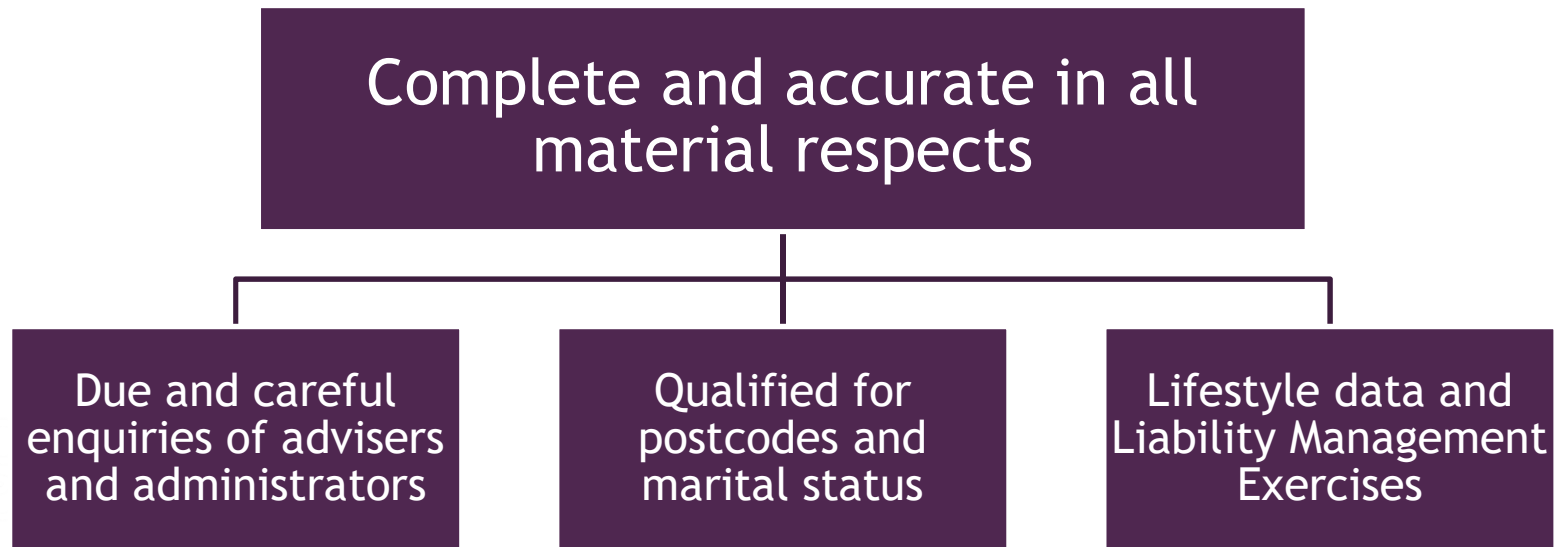 Complete and accurate in all
material respects
Due and careful
enquiries of advisers
and administrators
Qualified for
postcodes and
marital status
Lifestyle data and
Liability Management
Exercises